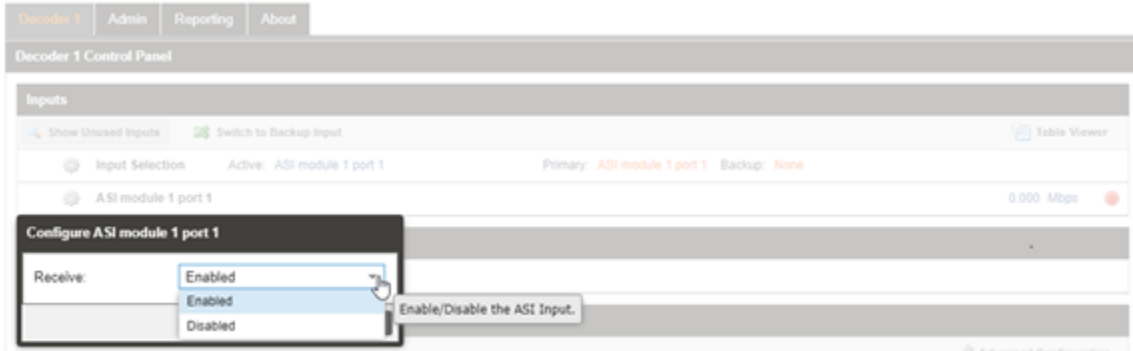 Decoder 1 Admin Reporting About
Decoder 1 Control Panel
Inputs
Show Unused Inputs Switch to Backup Input Table Viewer
Input Selection Active: ASI module 1 port 1 Primary: ASI module 1 port 1 Backup: None
ASI module 1 port 1 0.000 Mbps
Configure ASI module 1 port 1
Receive: Enabled
Enabled
Enable/Disable the ASI Input.
Disabled